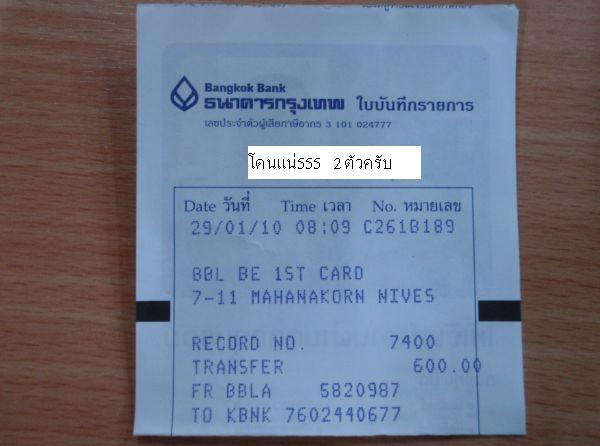 Bangkok Bank
ธนาคารกรุงเทพ ใบบันทึกรายการ
เลขประจำตัวผู้เสียภาษีอากร 3 101 024777
โดนแน่555 2 ตัวครับ
Date วันที่ Time เวลา No. หมายเลข
29/01/10 08:09 C261B189
BBL BE 1ST CARD
7-11 MAHANAKORN NIVES
RECORD NO. 7400
TRANSFER 600.00
FR BBLA 5820987
TO KBNK 7602440677